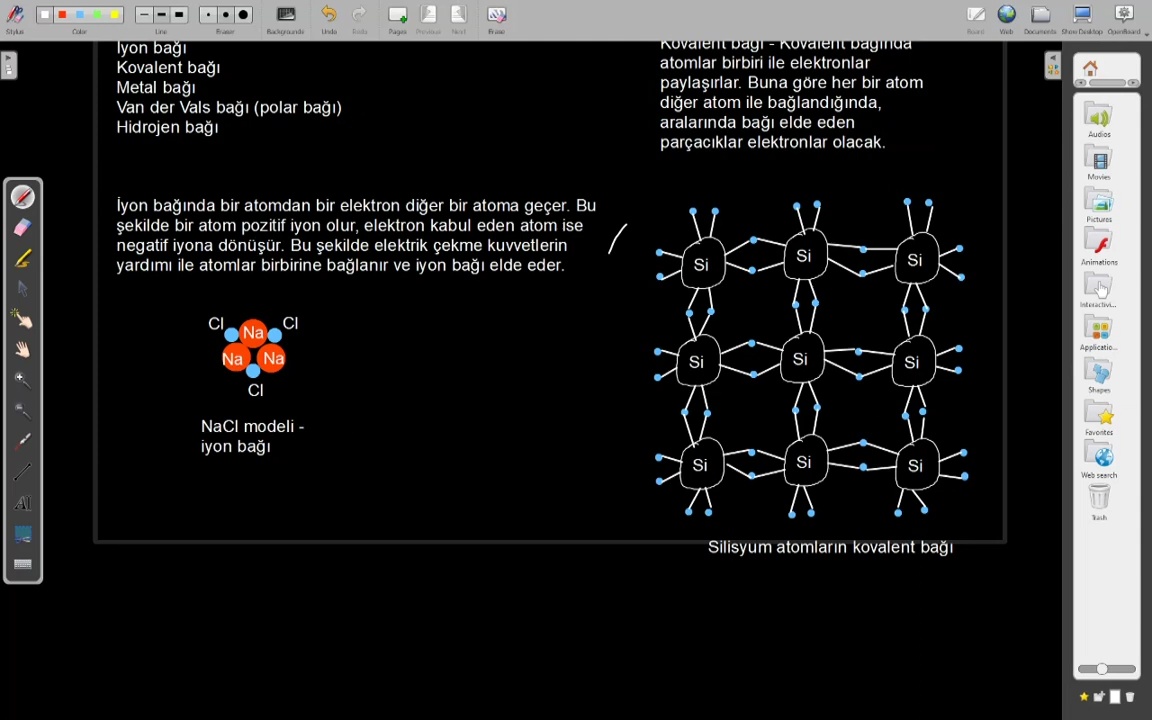 Stylus
Color
Line
Eraser
Backgrounds
Undo
Redo
Pages
Previous
Next
Erase
Board
Web
Documents
Show Desktop
OpenBoard
İyon bağı
Kovalent bağı
Metal bağı
Van der Vals bağı (polar bağı)
Hidrojen bağı
Kovalent bağı - Kovalent bağında
atomlar birbiri ile elektronlar
paylaşırlar. Buna göre her bir atom
diğer atom ile bağlandığında,
aralarında bağı elde eden
parçacıklar elektronlar olacak.
İyon bağında bir atomdan bir elektron diğer bir atoma geçer. Bu
şekilde bir atom pozitif iyon olur, elektron kabul eden atom ise
negatif iyona dönüşür. Bu şekilde elektrik çekme kuvvetlerin
yardımı ile atomlar birbirine bağlanır ve iyon bağı elde eder.
Cl Na Cl
Na Na
Cl
NaCl modeli -
iyon bağı
Si Si Si
Si Si Si
Si Si Si
Silisyum atomların kovalent bağı
Audios
Movies
Pictures
Animations
Interactivi...
Applicatio...
Shapes
Favorites
Web search
Trash